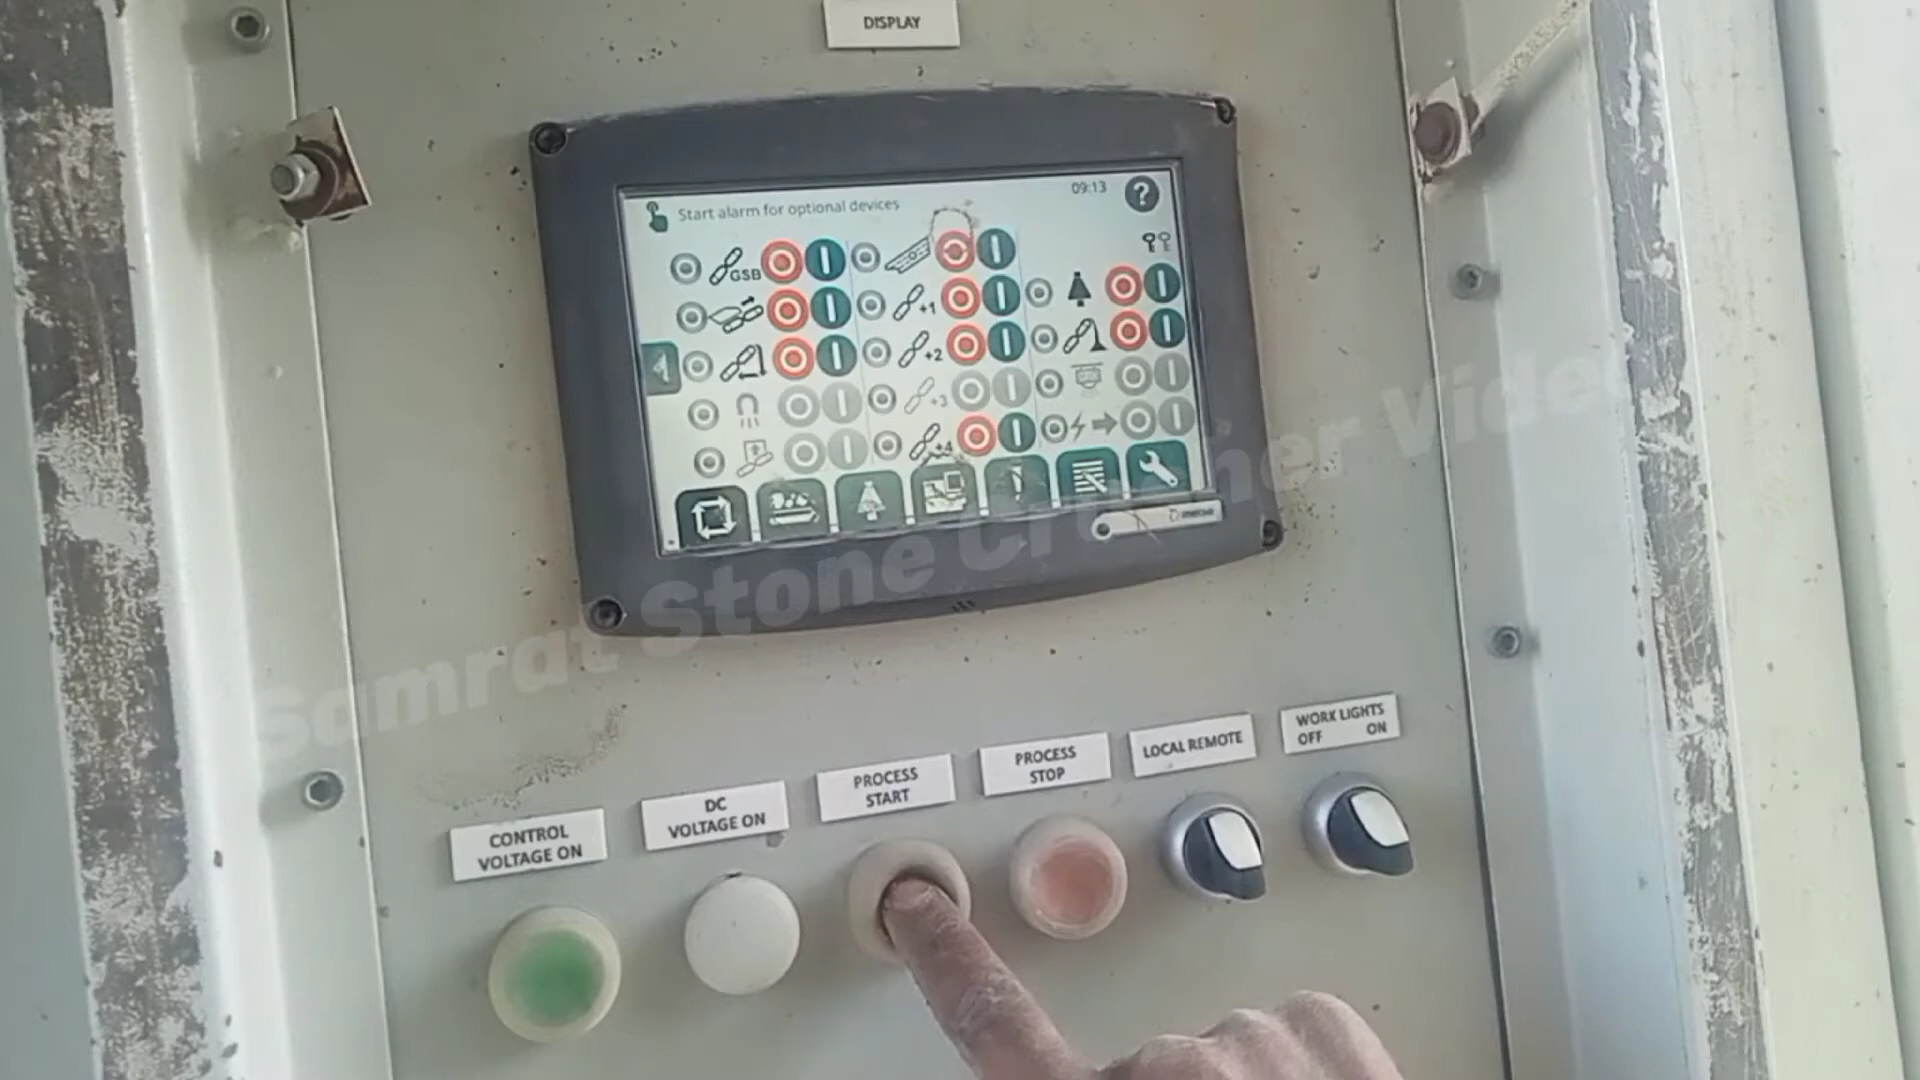 DISPLAY
09:13
?
Start alarm for optional devices
GSB
+1
+2
+3
+4
Samrat Stone Crusher Video
WORK LIGHTS
OFF ON
LOCAL REMOTE
PROCESS
STOP
PROCESS
START
DC
VOLTAGE ON
CONTROL
VOLTAGE ON